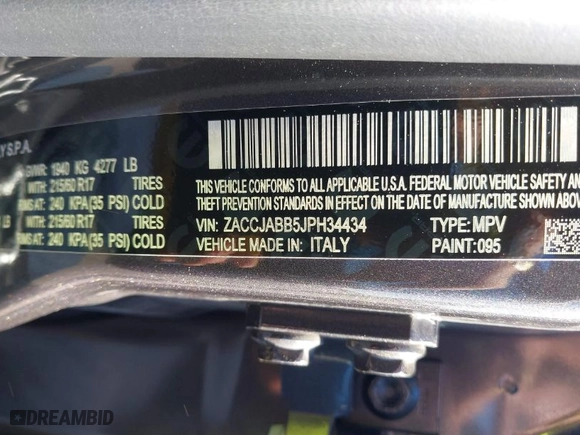 Y S.P.A.
GVWR: 1940 KG 4277 LB
WITH: 215/60 R17 TIRES
RIMS AT: 240 KPA (35 PSI) COLD
WITH: 215/60 R17 TIRES
RIMS AT: 240 KPA (35 PSI) COLD
THIS VEHICLE CONFORMS TO ALL APPLICABLE U.S.A. FEDERAL MOTOR VEHICLE SAFETY AN
THEFT PREVENTION STANDARDS IN EFFECT ON THE DATE OF MANUFACTURE SHOWN ABOVE.
VIN: ZACCJABB5JPH34434 TYPE: MPV
VEHICLE MADE IN: ITALY PAINT: 095
DREAMBID